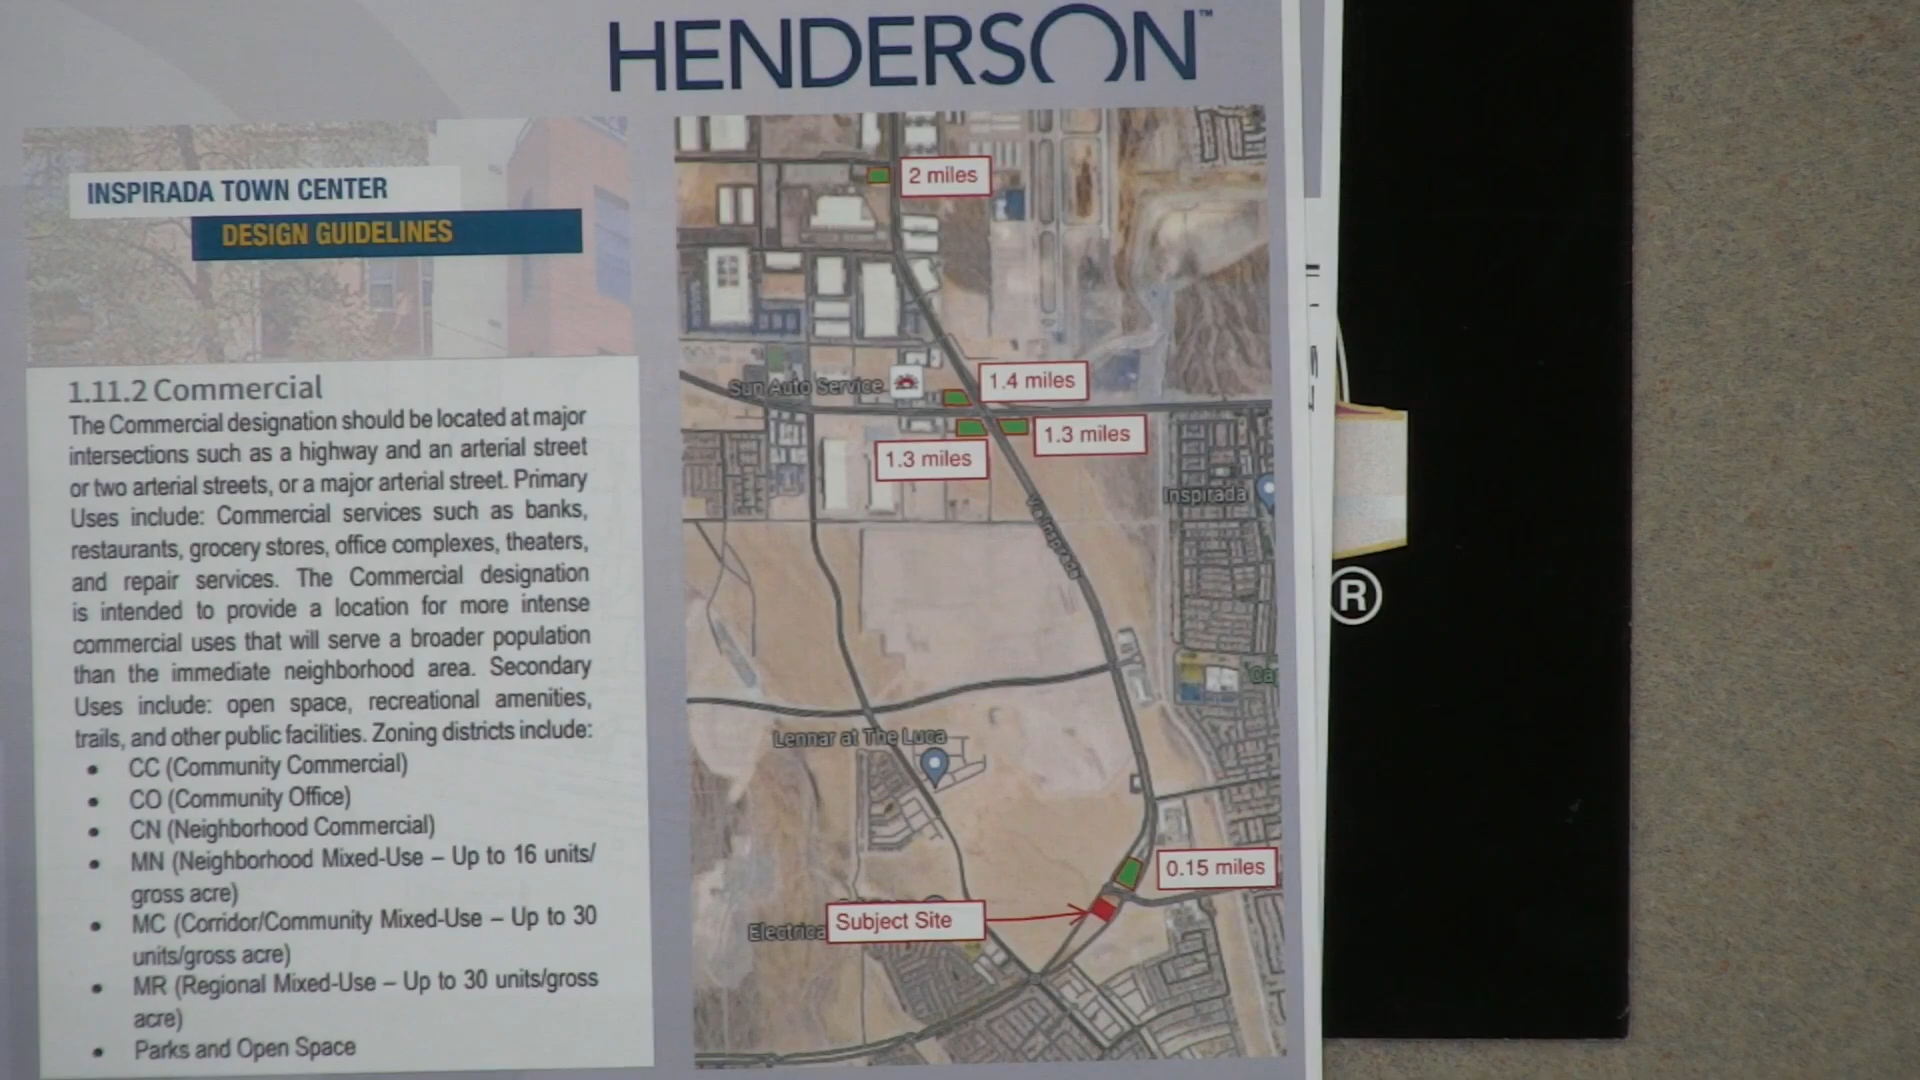 HENDERSON™
INSPIRADA TOWN CENTER
DESIGN GUIDELINES
1.11.2 Commercial
The Commercial designation should be located at major
intersections such as a highway and an arterial street
or two arterial streets, or a major arterial street. Primary
Uses include: Commercial services such as banks,
restaurants, grocery stores, office complexes, theaters,
and repair services. The Commercial designation
is intended to provide a location for more intense
commercial uses that will serve a broader population
than the immediate neighborhood area. Secondary
Uses include: open space, recreational amenities,
trails, and other public facilities. Zoning districts include:
• CC (Community Commercial)
• CO (Community Office)
• CN (Neighborhood Commercial)
• MN (Neighborhood Mixed-Use – Up to 16 units/
gross acre)
• MC (Corridor/Community Mixed-Use – Up to 30
units/gross acre)
• MR (Regional Mixed-Use – Up to 30 units/gross
acre)
• Parks and Open Space
2 miles
Sun Auto Service
1.4 miles
1.3 miles
1.3 miles
Inspirada
Via Inspirada
Lennar at The Luca
0.15 miles
Subject Site
Electrica
®